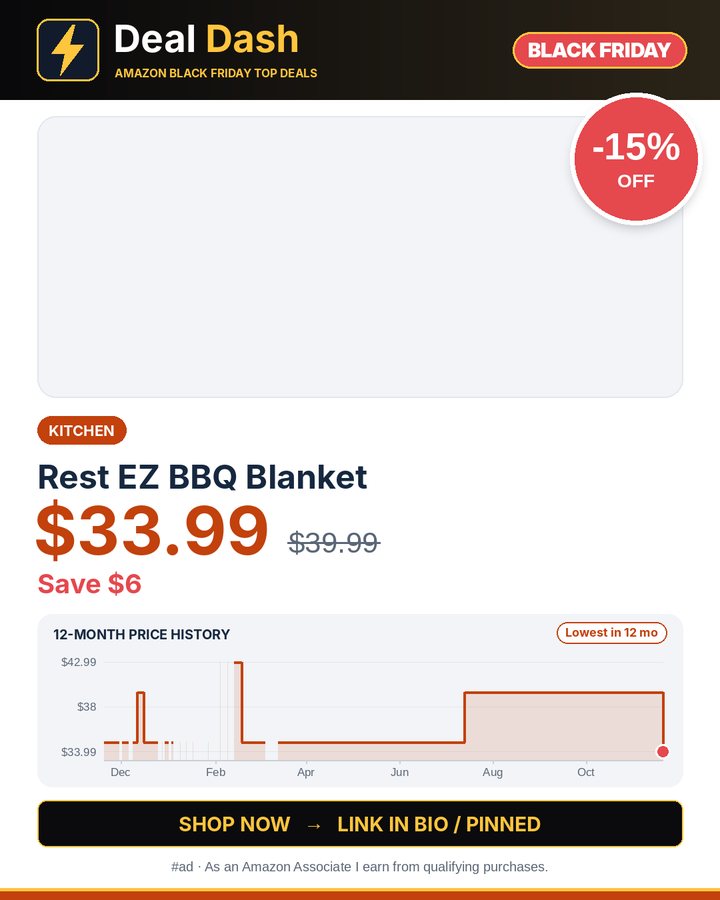 Deal Dash
AMAZON BLACK FRIDAY TOP DEALS
BLACK FRIDAY
-15%
OFF
KITCHEN
Rest EZ BBQ Blanket
$33.99 $39.99
Save $6
12-MONTH PRICE HISTORY
Lowest in 12 mo
$42.99
$38
$33.99
Dec Feb Apr Jun Aug Oct
SHOP NOW → LINK IN BIO / PINNED
#ad · As an Amazon Associate I earn from qualifying purchases.